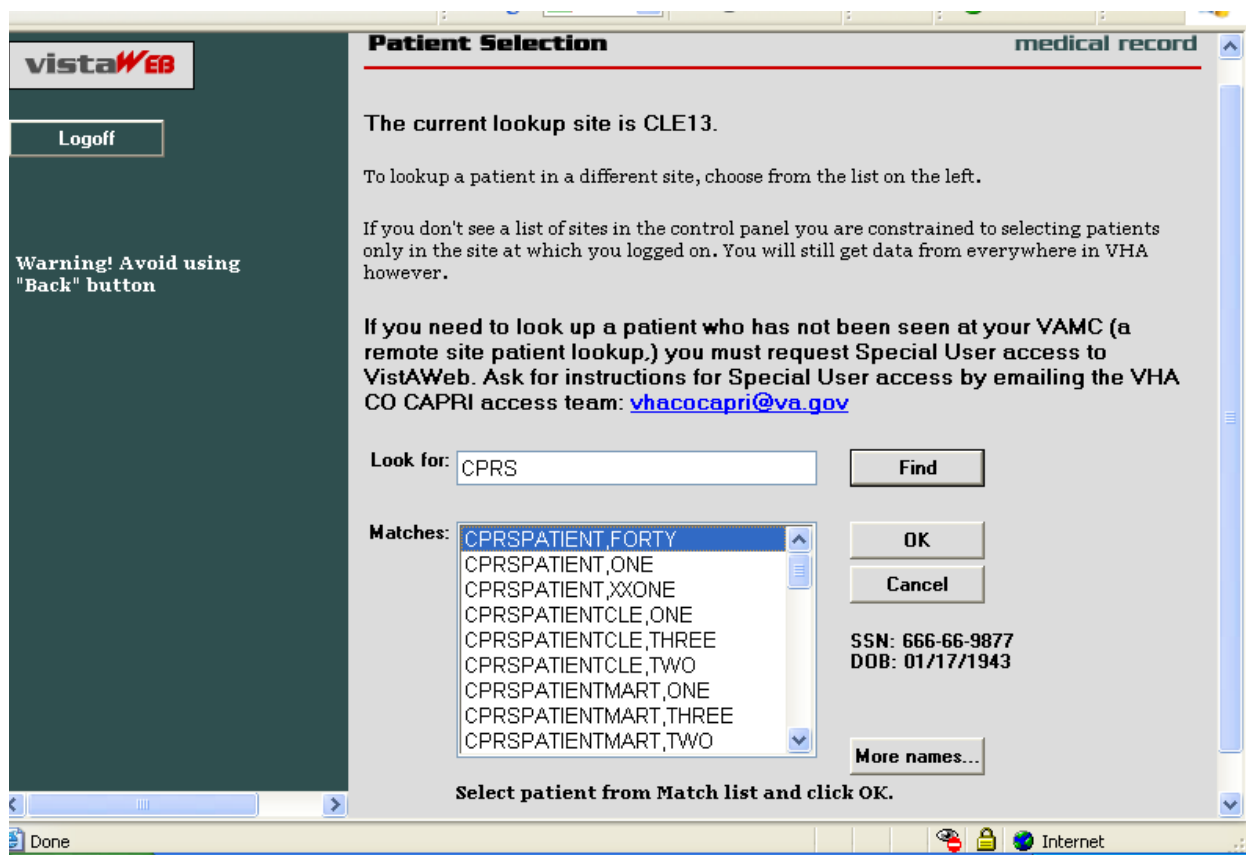 Patient Selection
medical record
vistaWEB
Logoff
Warning! Avoid using
"Back" button
The current lookup site is CLE13.
To lookup a patient in a different site, choose from the list on the left.
If you don't see a list of sites in the control panel you are constrained to selecting patients
only in the site at which you logged on. You will still get data from everywhere in VHA
however.
If you need to look up a patient who has not been seen at your VAMC (a
remote site patient lookup,) you must request Special User access to
VistAWeb. Ask for instructions for Special User access by emailing the VHA
CO CAPRI access team: vhacocapri@va.gov
Look for: CPRS
Find
Matches:
CPRSPATIENT,FORTY
CPRSPATIENT,ONE
CPRSPATIENT,XXONE
CPRSPATIENTCLE,ONE
CPRSPATIENTCLE,THREE
CPRSPATIENTCLE,TWO
CPRSPATIENTMART,ONE
CPRSPATIENTMART,THREE
CPRSPATIENTMART,TWO
OK
Cancel
SSN: 666-66-9877
DOB: 01/17/1943
More names...
Select patient from Match list and click OK.
Done
Internet